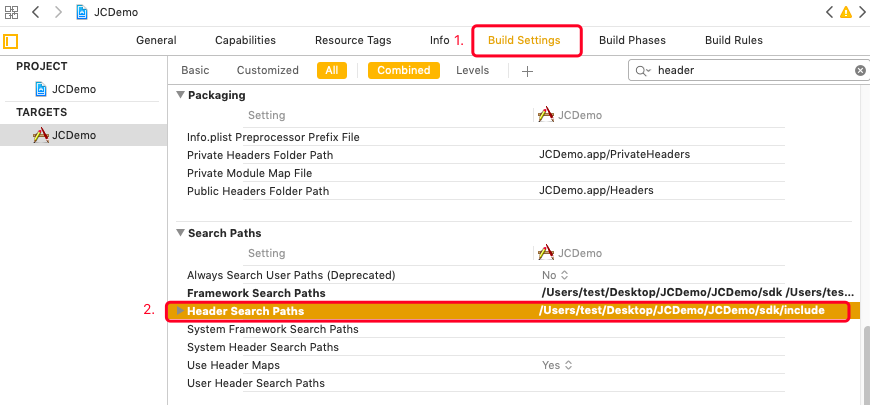 JCDemo
General Capabilities Resource Tags Info 1. Build Settings Build Phases Build Rules
PROJECT
JCDemo
TARGETS
JCDemo
Basic Customized All Combined Levels + header
Packaging
Setting JCDemo
Info.plist Preprocessor Prefix File
Private Headers Folder Path JCDemo.app/PrivateHeaders
Private Module Map File
Public Headers Folder Path JCDemo.app/Headers
Search Paths
Setting JCDemo
Always Search User Paths (Deprecated) No
Framework Search Paths /Users/test/Desktop/JCDemo/JCDemo/sdk /Users/tes...
2. Header Search Paths /Users/test/Desktop/JCDemo/JCDemo/sdk/include
System Framework Search Paths
System Header Search Paths
Use Header Maps Yes
User Header Search Paths